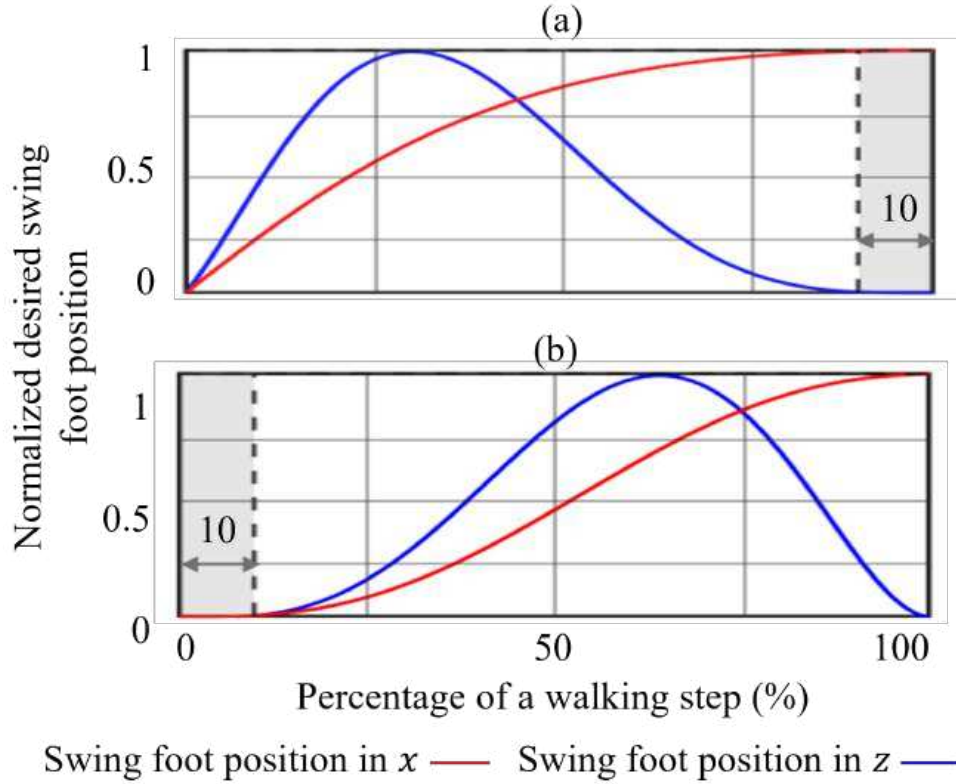 (a)
1
0.5
0
10
(b)
1
0.5
0
10
0 50 100
Normalized desired swing
foot position
Percentage of a walking step (%)
Swing foot position in x
Swing foot position in z